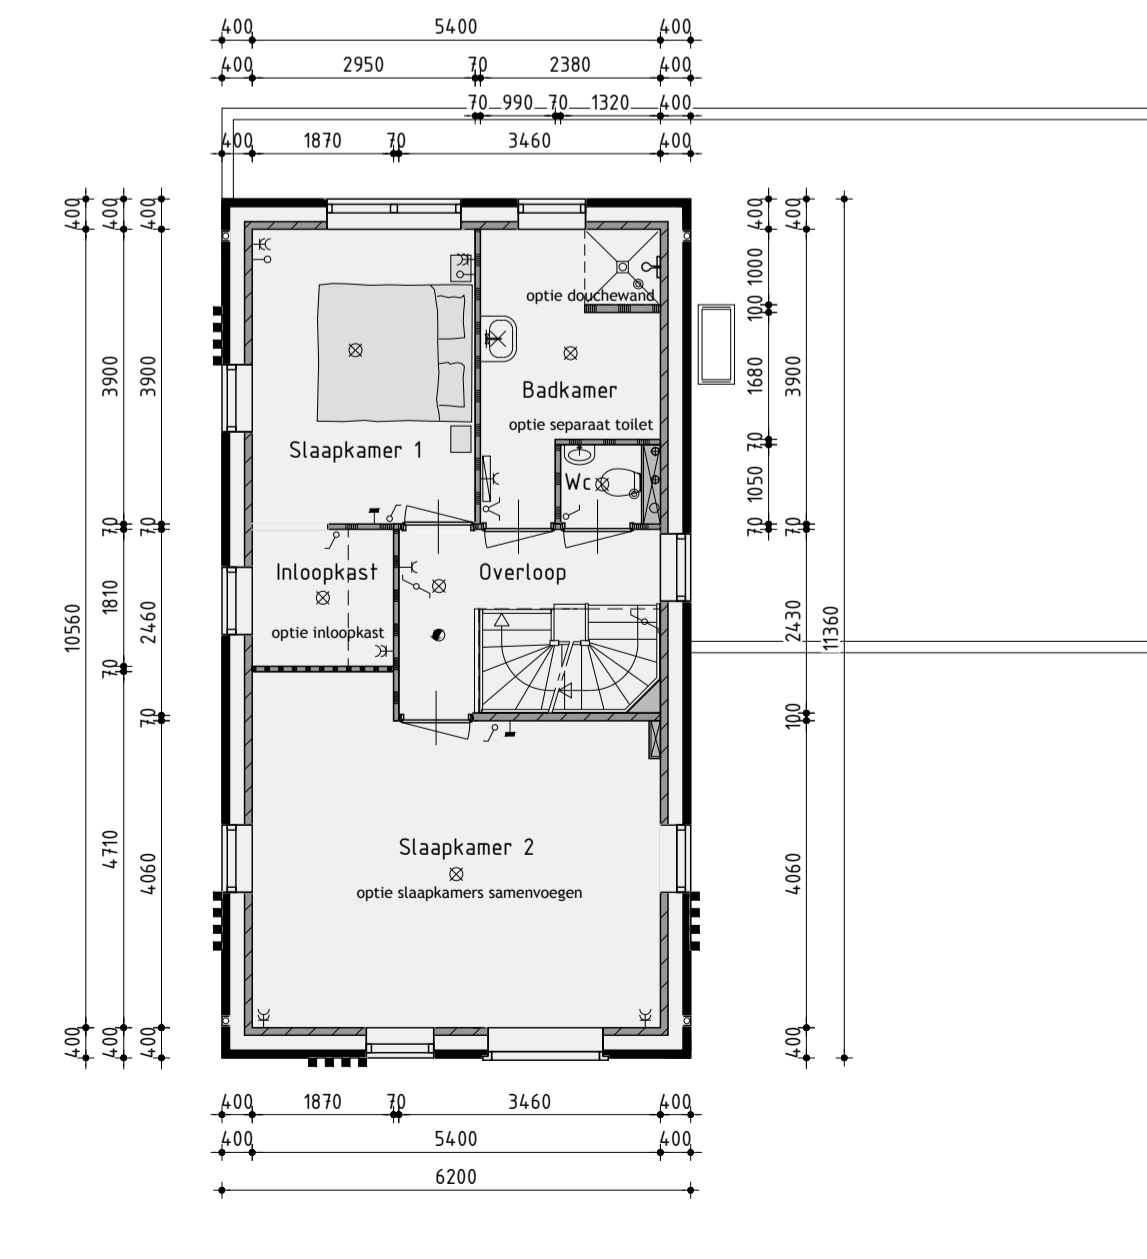 400 5400 400
400 2950 70 2380 400
70 990 70 1320 400
400 1870 70 3460 400
400 400 400
400 400
1000
100
optie douchewand
3900 3900
1680 3900
Badkamer
optie separaat toilet
Slaapkamer 1
70
Wc
1050
70 70
70 70
Inloopkast
Overloop
10560
1810
2460
optie inloopkast
2430
11360
70
70
100
4710
4060
4060
Slaapkamer 2
optie slaapkamers samenvoegen
400 400 400
400
400 1870 70 3460 400
400 5400 400
6200